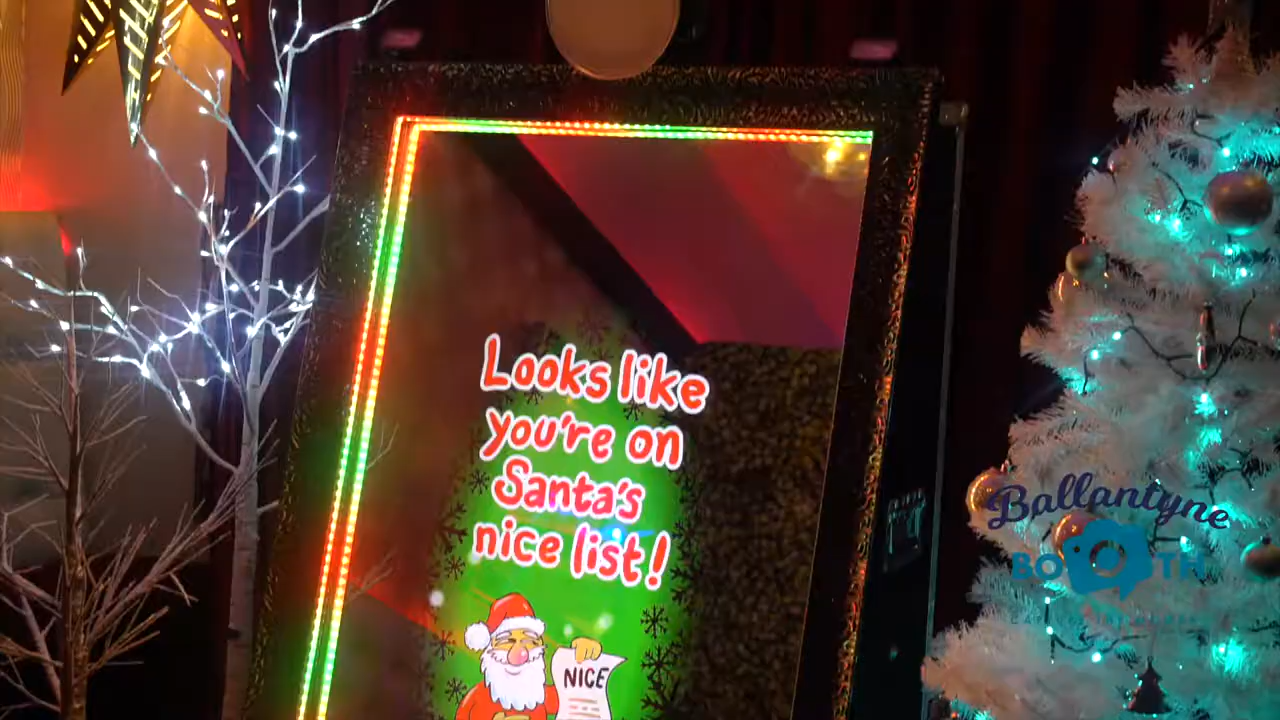 Looks like
you're on
Santa's
nice list!
NICE
Ballantyne
BOOTH